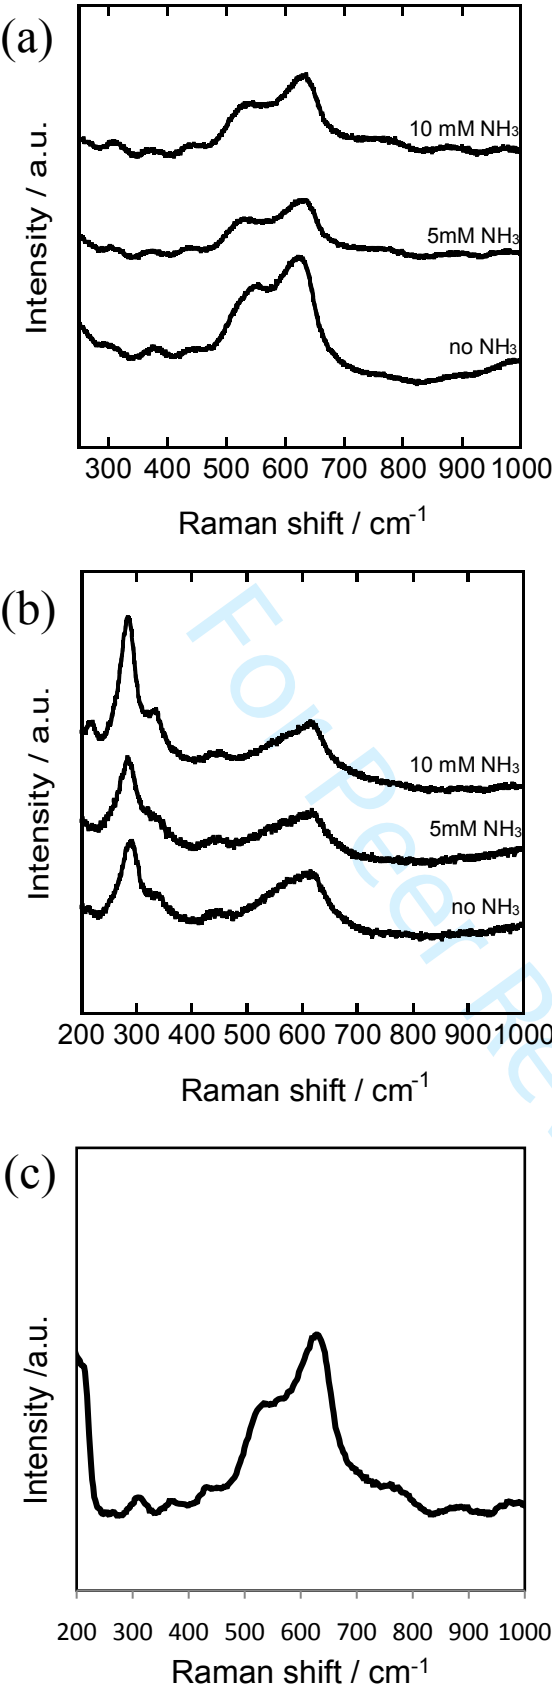 (a)
Intensity / a.u.
10 mM NH3
5mM NH3
no NH3
300 400 500 600 700 800 900 1000
Raman shift / cm-1
(b)
Intensity / a.u.
10 mM NH3
5mM NH3
no NH3
200 300 400 500 600 700 800 900 1000
Raman shift / cm-1
For Peer Re
(c)
Intensity /a.u.
200 300 400 500 600 700 800 900 1000
Raman shift / cm-1